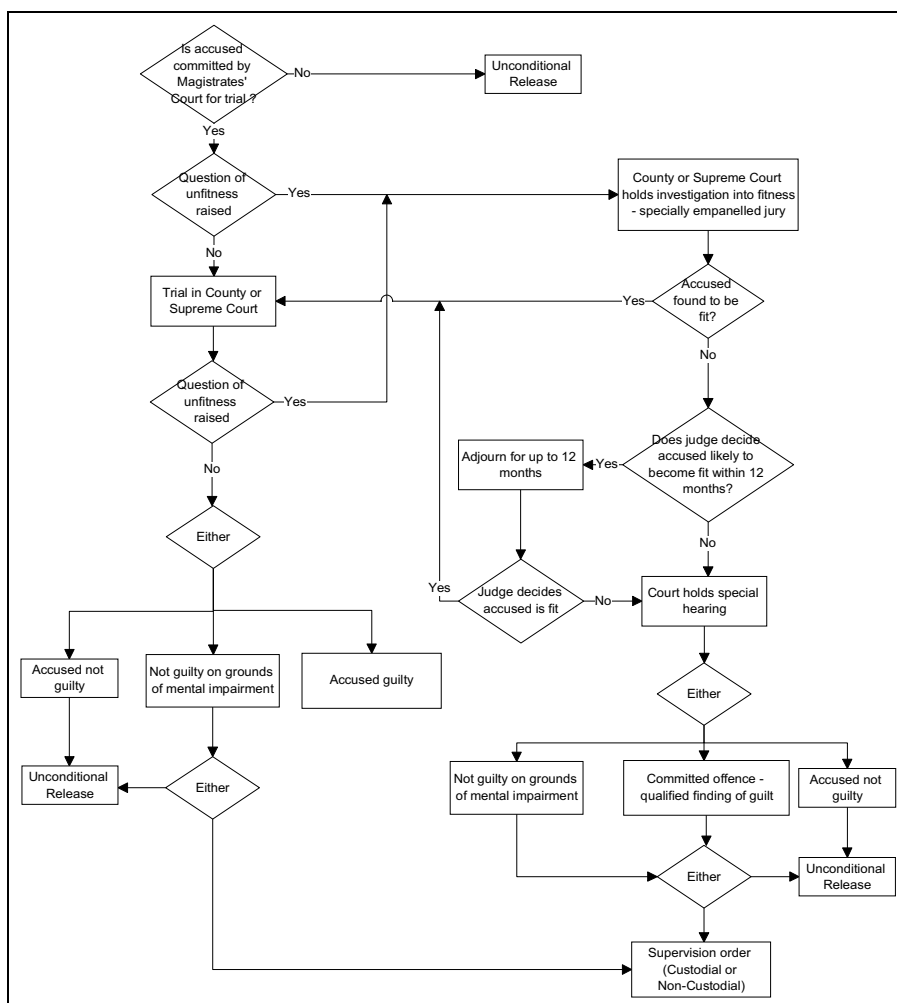 Is accused
committed by
Magistrates'
Court for trial ?
No
Unconditional
Release
Yes
Question of
unfitness
raised
Yes
County or Supreme Court
holds investigation into fitness
- specially empanelled jury
No
Trial in County or
Supreme Court
Yes
Accused
found to be
fit?
No
Question of
unfitness
raised
Yes
No
Does judge decide
accused likely to
become fit within 12
months?
Yes
Adjourn for up to 12
months
No
Either
Yes
Judge decides
accused is fit
No
Court holds special
hearing
Accused not
guilty
Not guilty on grounds
of mental impairment
Accused guilty
Either
Unconditional
Release
Either
Not guilty on grounds
of mental impairment
Committed offence -
qualified finding of guilt
Accused not
guilty
Either
Unconditional
Release
Supervision order
(Custodial or
Non-Custodial)